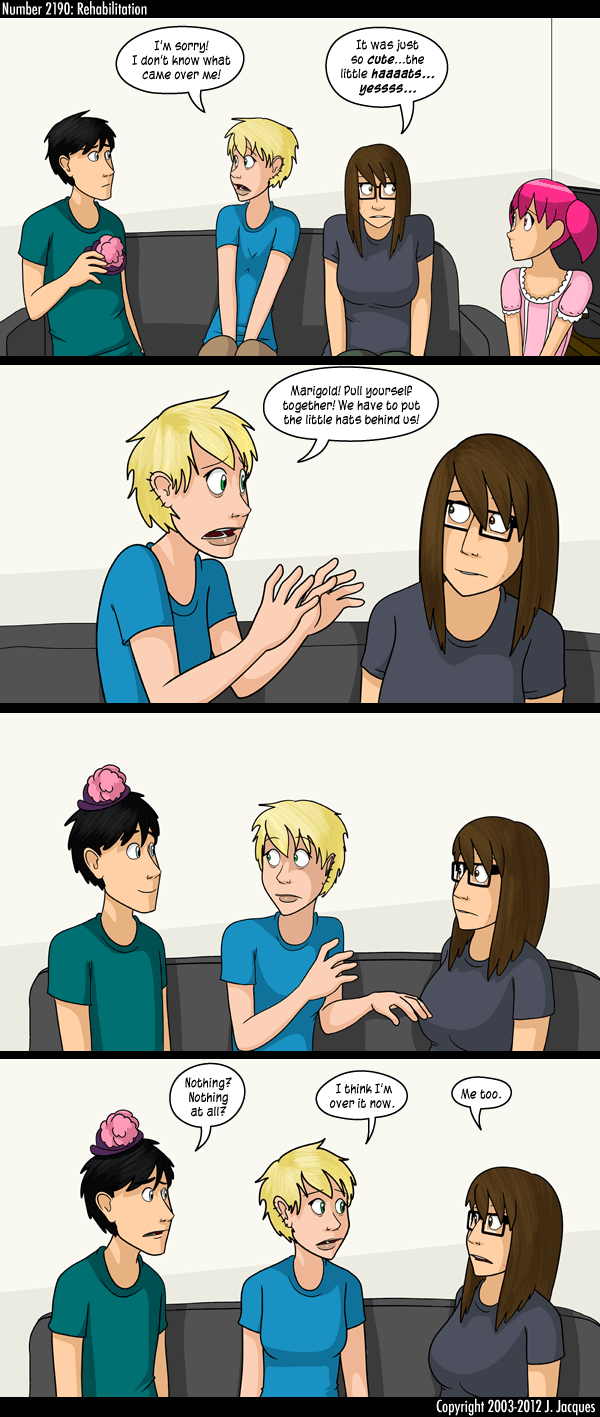 Number 2190: Rehabilitation
I'm sorry!
I don't know what
came over me!
It was just
so cute...the
little haaaats...
yessss...
Marigold! Pull yourself
together! We have to put
the little hats behind us!
Nothing?
Nothing
at all?
I think I'm
over it now.
Me too.
Copyright 2003-2012 J. Jacques